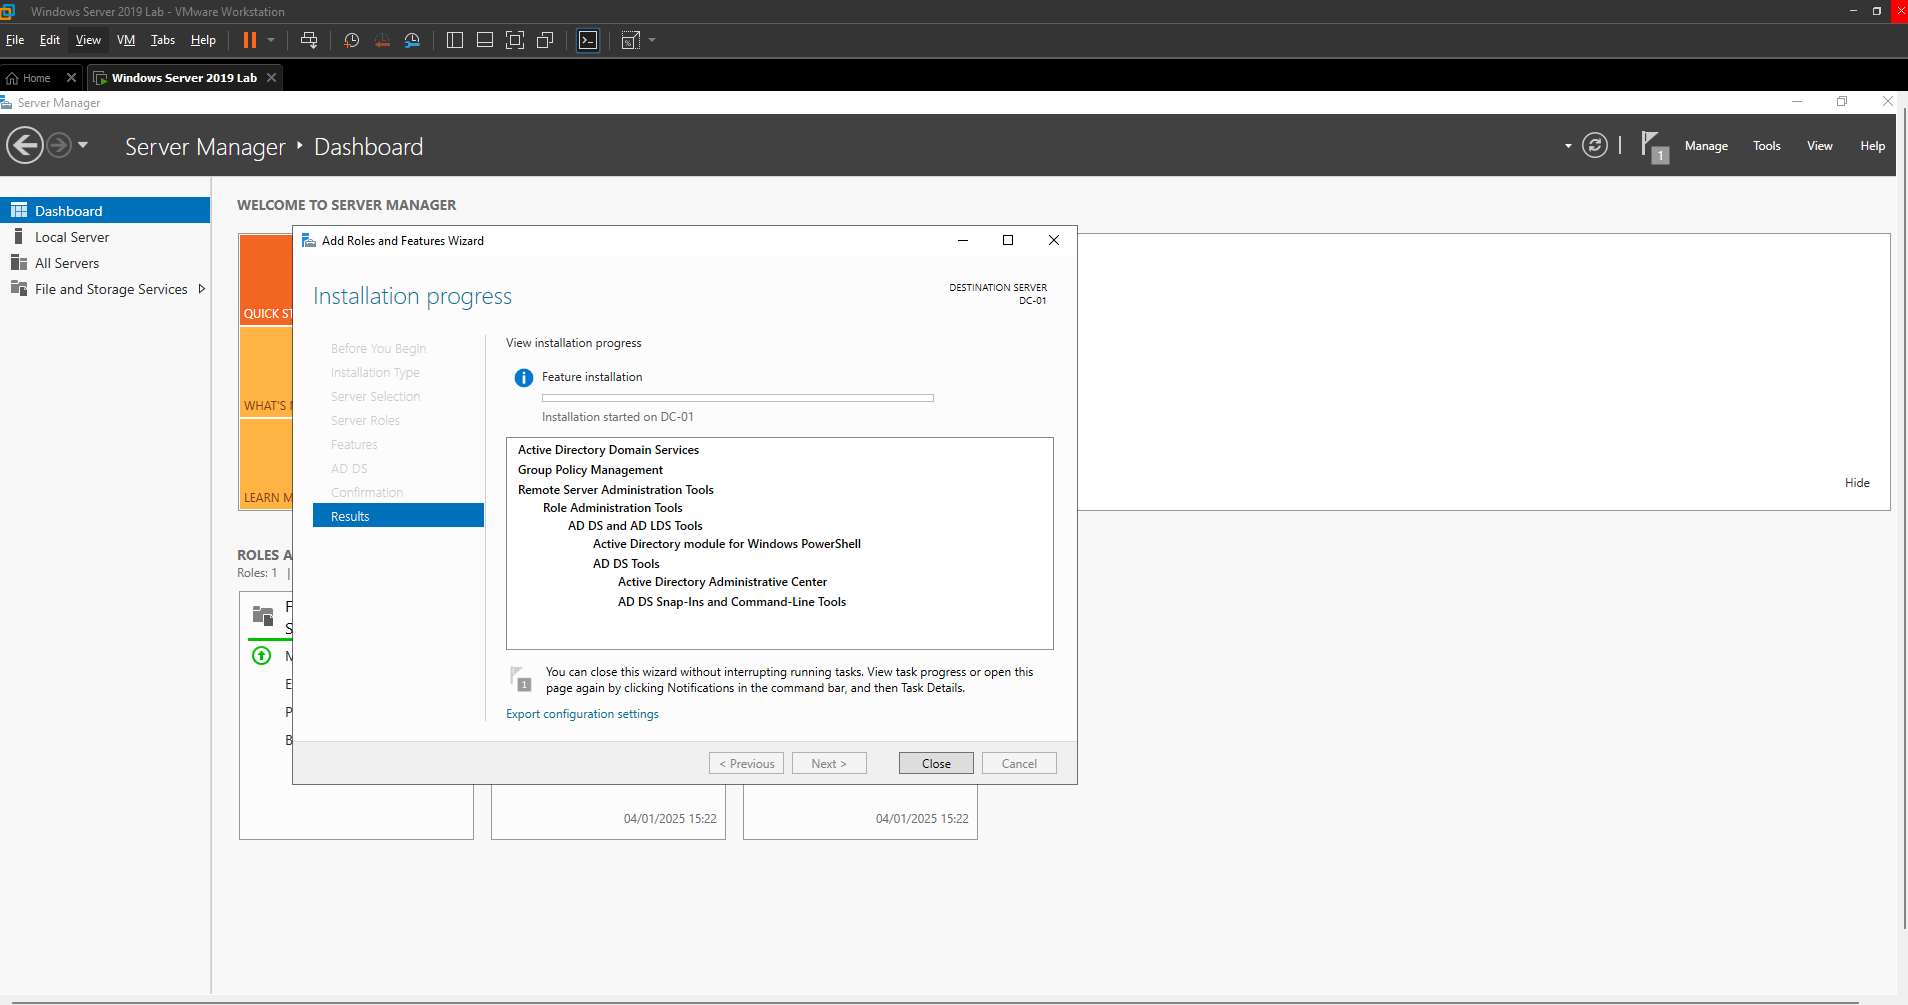 Windows Server 2019 Lab - VMware Workstation
File Edit View VM Tabs Help
Home Windows Server 2019 Lab
Server Manager
Server Manager Dashboard
1 Manage Tools View Help
Dashboard
Local Server
All Servers
File and Storage Services
WELCOME TO SERVER MANAGER
QUICK ST
WHAT'S
LEARN M
Hide
ROLES A
Roles: 1 |
F
S
M
E
P
B
04/01/2025 15:22
04/01/2025 15:22
Add Roles and Features Wizard
Installation progress
DESTINATION SERVER
DC-01
Before You Begin
Installation Type
Server Selection
Server Roles
Features
AD DS
Confirmation
Results
View installation progress
Feature installation
Installation started on DC-01
Active Directory Domain Services
Group Policy Management
Remote Server Administration Tools
Role Administration Tools
AD DS and AD LDS Tools
Active Directory module for Windows PowerShell
AD DS Tools
Active Directory Administrative Center
AD DS Snap-Ins and Command-Line Tools
1
You can close this wizard without interrupting running tasks. View task progress or open this
page again by clicking Notifications in the command bar, and then Task Details.
Export configuration settings
< Previous Next > Close Cancel